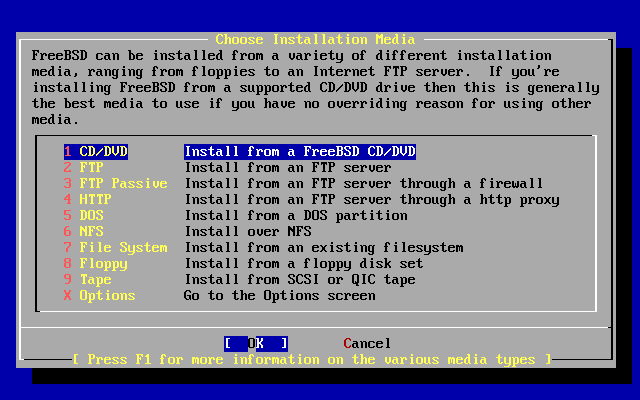 Choose Installation Media
FreeBSD can be installed from a variety of different installation
media, ranging from floppies to an Internet FTP server.  If you're
installing FreeBSD from a supported CD/DVD drive then this is generally
the best media to use if you have no overriding reason for using other
media.
1 CD/DVD Install from a FreeBSD CD/DVD
2 FTP Install from an FTP server
3 FTP Passive Install from an FTP server through a firewall
4 HTTP Install from an FTP server through a http proxy
5 DOS Install from a DOS partition
6 NFS Install over NFS
7 File System Install from an existing filesystem
8 Floppy Install from a floppy disk set
9 Tape Install from SCSI or QIC tape
X Options Go to the Options screen
[ OK ] Cancel
[ Press F1 for more information on the various media types ]